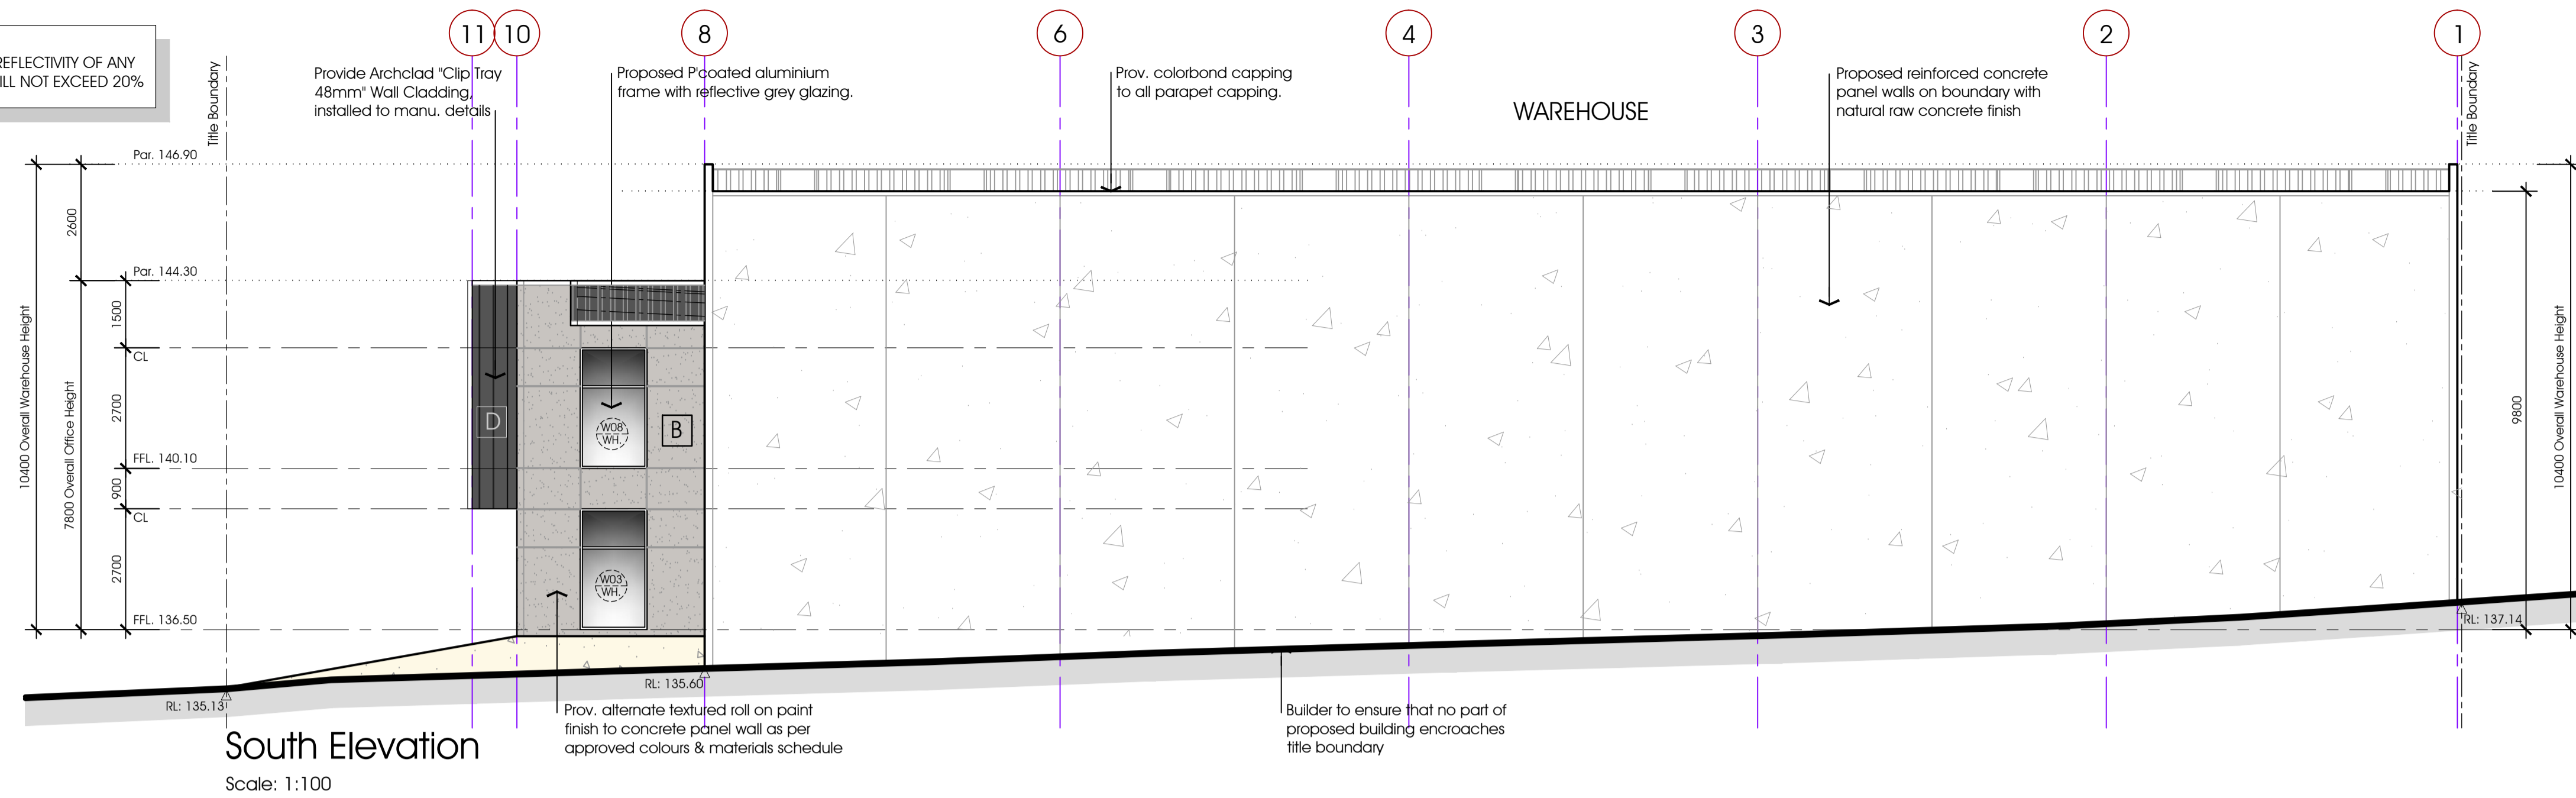 REFLECTIVITY OF ANY
ILL NOT EXCEED 20%
11
10
8
6
4
3
2
1
Title Boundary
Provide Archclad "Clip Tray
48mm" Wall Cladding,
installed to manu. details
Proposed P'coated aluminium
frame with reflective grey glazing.
Prov. colorbond capping
to all parapet capping.
WAREHOUSE
Proposed reinforced concrete
panel walls on boundary with
natural raw concrete finish
Title Boundary
Par. 146.90
2600
Par. 144.30
1500
CL
2700
FFL. 140.10
900
CL
2700
FFL. 136.50
10400 Overall Warehouse Height
7800 Overall Office Height
D
B
W08
WH.
W03
WH.
9800
10400 Overall Warehouse Height
RL: 137.14
RL: 135.60
RL: 135.13
Prov. alternate textured roll on paint
finish to concrete panel wall as per
approved colours & materials schedule
Builder to ensure that no part of
proposed building encroaches
title boundary
South Elevation
Scale: 1:100